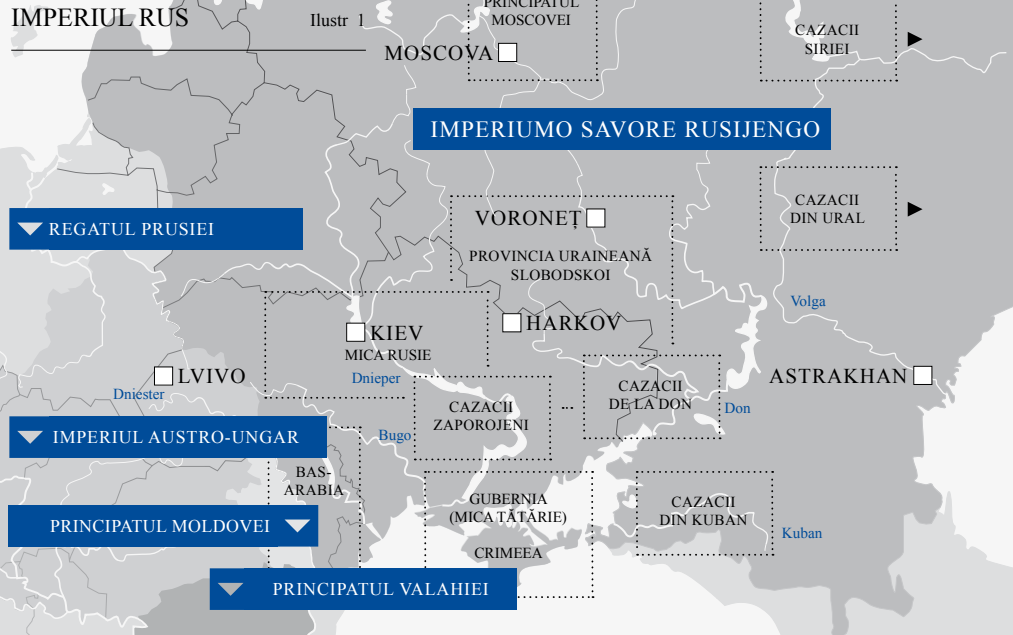 IMPERIUL RUS
Ilustr 1
PRINCIPATUL
MOSCOVEI
MOSCOVA
CAZACII
SIRIEI
IMPERIUMO SAVORE RUSIJENGO
CAZACII
DIN URAL
REGATUL PRUSIEI
VORONEȚ
PROVINCIA URAINEANĂ
SLOBODSKOI
Volga
KIEV
MICA RUSIE
HARKOV
LVIVO
Dniester
Dnieper
CAZACII
ZAPOROJENI
...
CAZACII
DE LA DON
Don
ASTRAKHAN
IMPERIUL AUSTRO-UNGAR
Bugo
BAS-
ARABIA
GUBERNIA
(MICA TĂTĂRIE)
CRIMEEA
CAZACII
DIN KUBAN
Kuban
PRINCIPATUL MOLDOVEI
PRINCIPATUL VALAHIEI